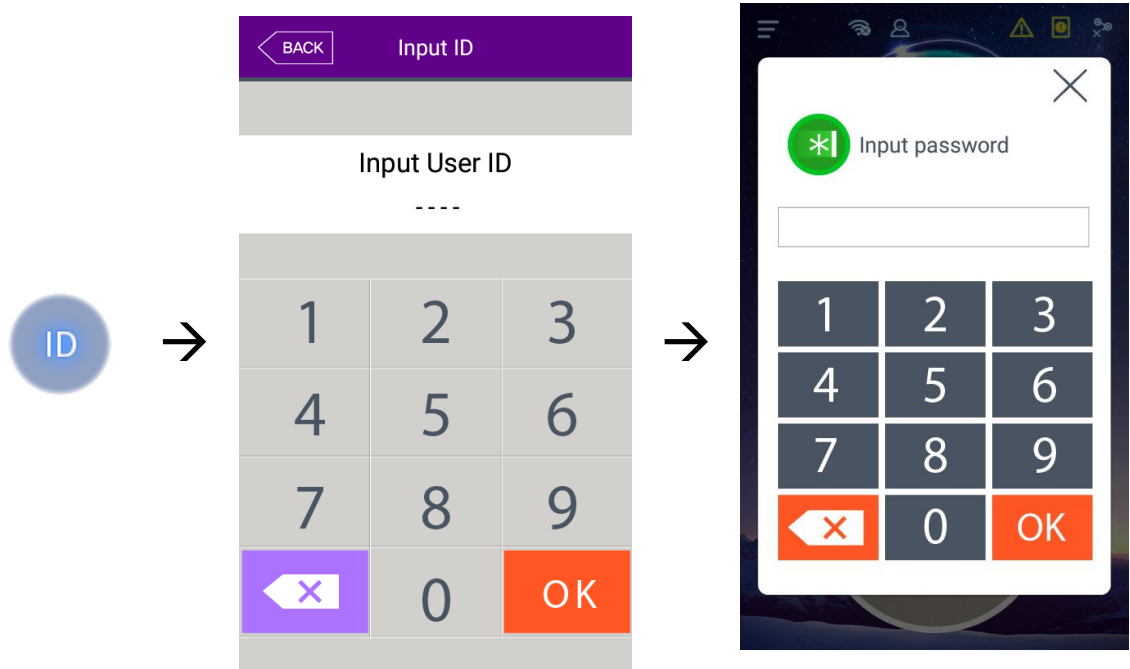 ID
BACK Input ID
Input User ID
----
1 2 3
4 5 6
7 8 9
0 OK
Input password
1 2 3
4 5 6
7 8 9
0 OK